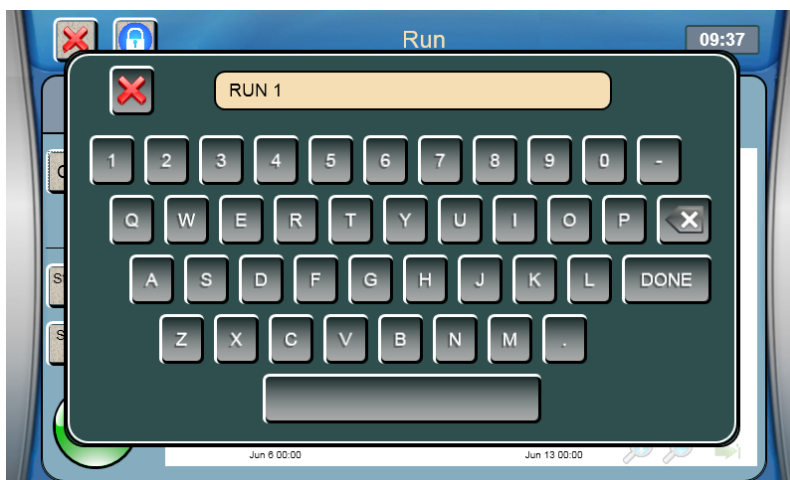 Run
09:37
RUN 1
1 2 3 4 5 6 7 8 9 0 -
Q W E R T Y U I O P X
A S D F G H J K L DONE
Z X C V B N M .
Jun 6 00:00 Jun 13 00:00